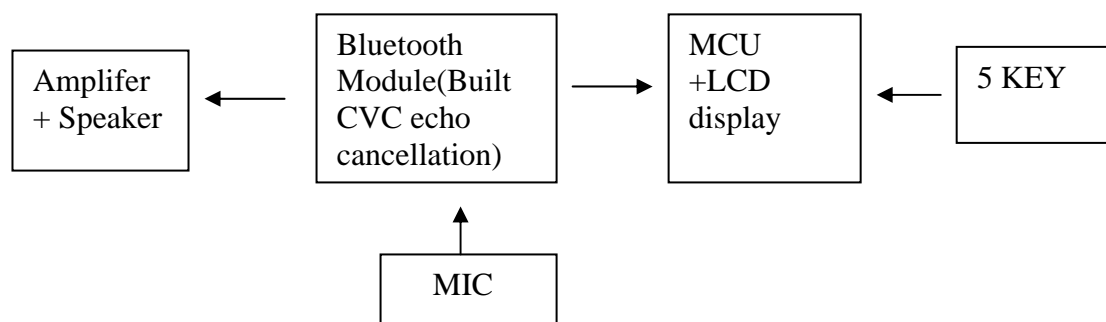 Amplifer
+ Speaker
Bluetooth
Module(Built
CVC echo
cancellation)
MCU
+LCD
display
5 KEY
MIC